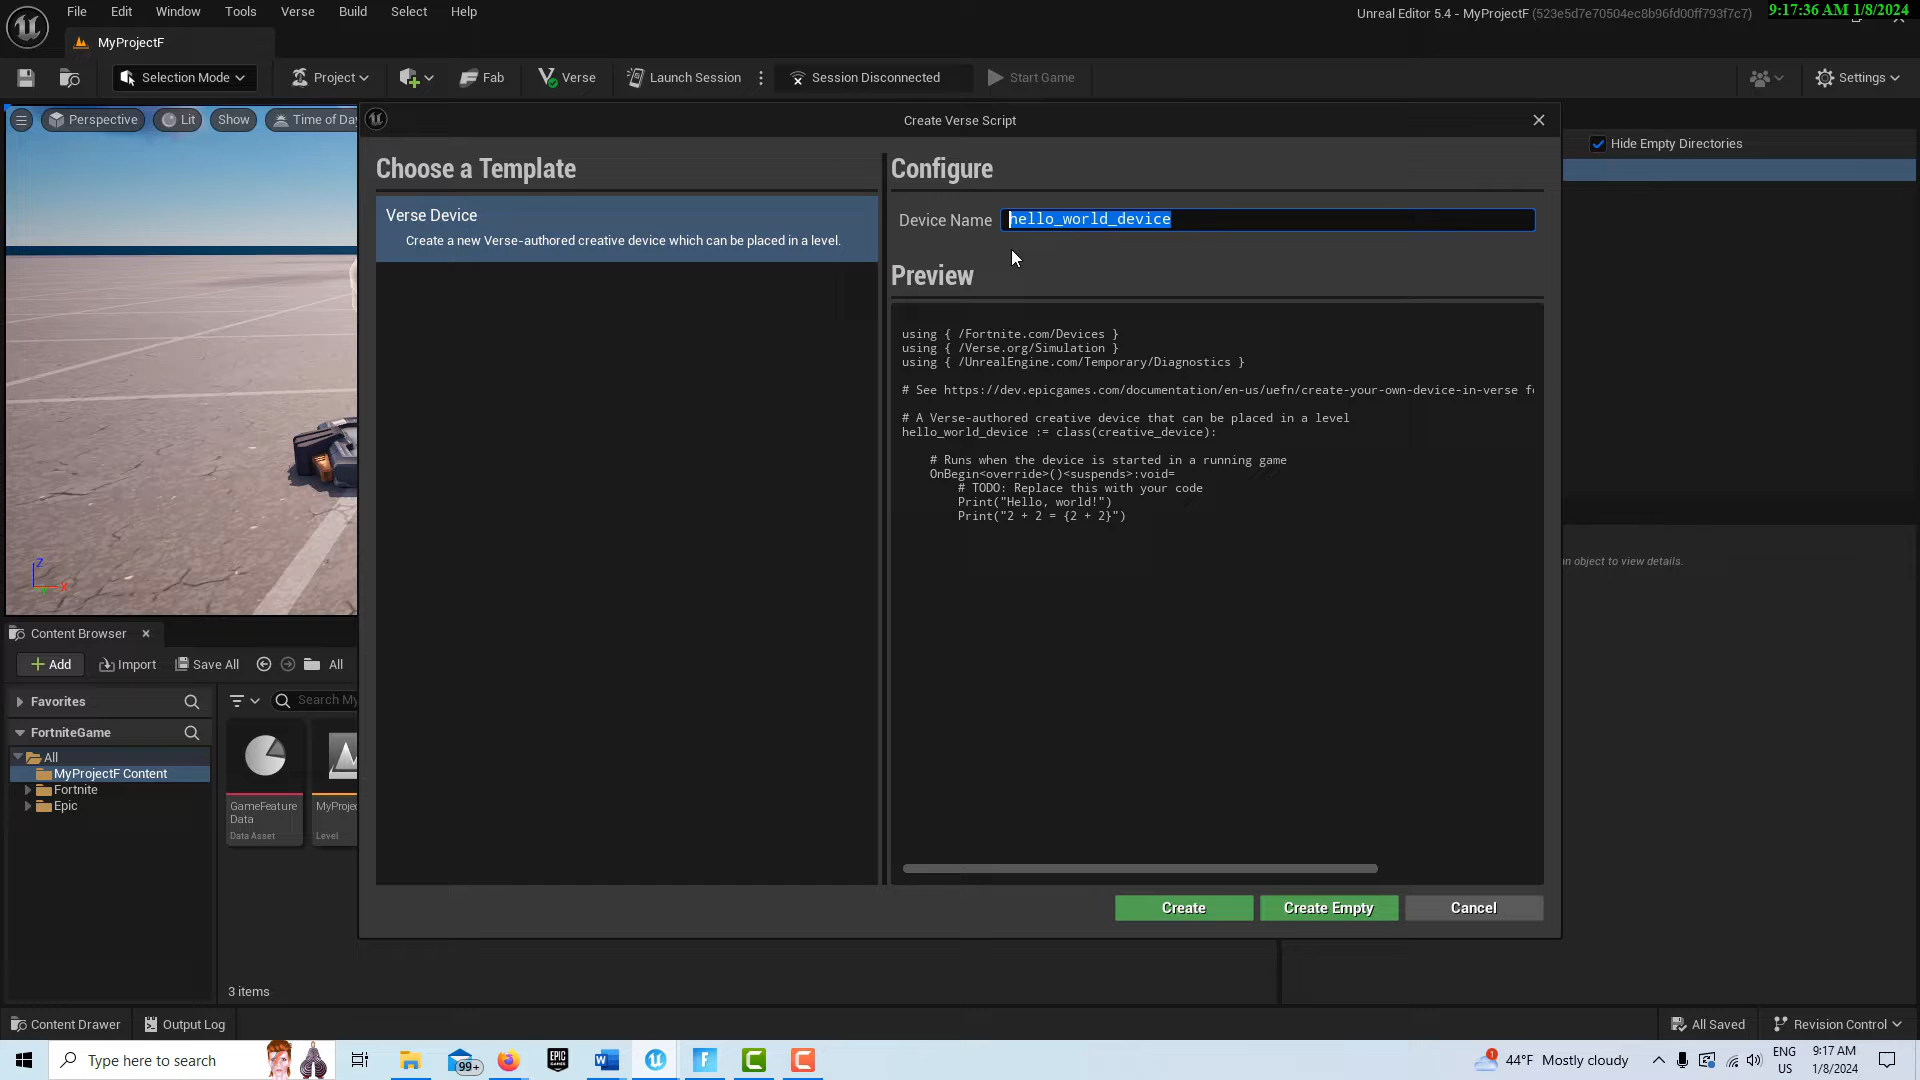 File Edit Window Tools Verse Build Select Help
Unreal Editor 5.4 - MyProjectF (523e5d7e70504ec8b96fd00ff793f7c7)
9:17:36 AM 1/8/2024
MyProjectF
Selection Mode Project Fab Verse Launch Session Session Disconnected Start Game Settings
Perspective Lit Show Time of Day
Create Verse Script
Hide Empty Directories
Choose a Template
Verse Device
Create a new Verse-authored creative device which can be placed in a level.
Configure
Device Name hello_world_device
Preview
using { /Fortnite.com/Devices }
using { /Verse.org/Simulation }
using { /UnrealEngine.com/Temporary/Diagnostics }
# See https://dev.epicgames.com/documentation/en-us/uefn/create-your-own-device-in-verse fo
# A Verse-authored creative device that can be placed in a level
hello_world_device := class(creative_device):
# Runs when the device is started in a running game
OnBegin<override>()<suspends>:void=
# TODO: Replace this with your code
Print("Hello, world!")
Print("2 + 2 = {2 + 2}")
Create Create Empty Cancel
an object to view details.
Z
X
Content Browser
Add Import Save All All
Favorites
Search My
FortniteGame
All
MyProjectF Content
Fortnite
Epic
GameFeature
Data
Data Asset
MyProjec
Level
3 items
Content Drawer Output Log
All Saved Revision Control
Type here to search
99+
EPIC
GAMES
1
44°F Mostly cloudy
ENG
US
9:17 AM
1/8/2024